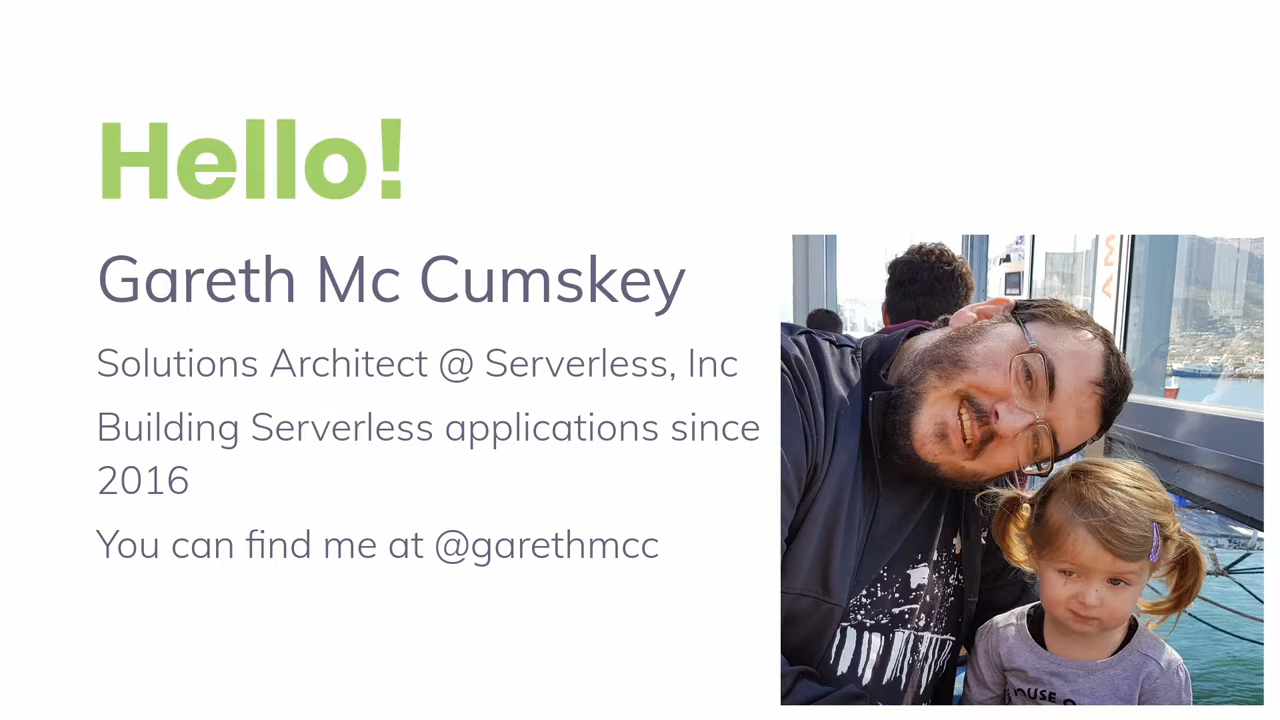 Hello!
Gareth Mc Cumskey
Solutions Architect @ Serverless, Inc
Building Serverless applications since
2016
You can find me at @garethmcc